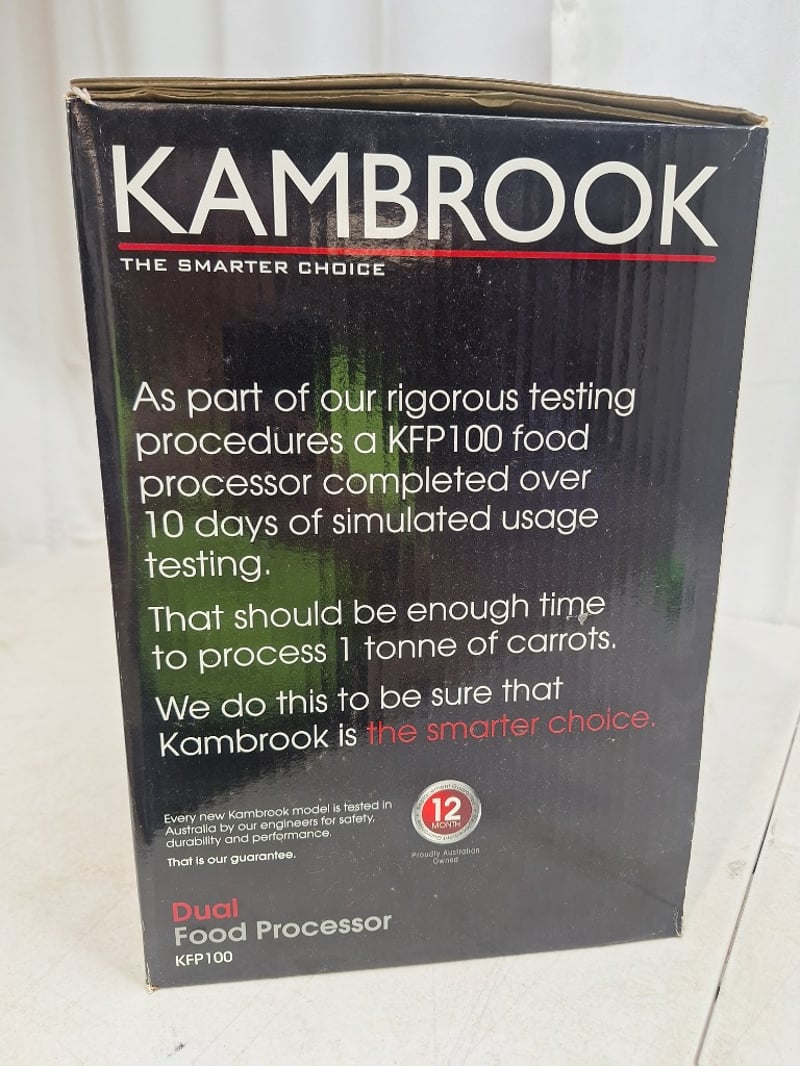 KAMBROOK
THE SMARTER CHOICE
As part of our rigorous testing
procedures a KFP100 food
processor completed over
10 days of simulated usage
testing.
That should be enough time
to process 1 tonne of carrots.
We do this to be sure that
Kambrook is the smarter choice.
Every new Kambrook model is tested in
Australia by our engineers for safety,
durability and performance.
That is our guarantee.
12
MONTH
Proudly Australian
Owned
Dual
Food Processor
KFP100